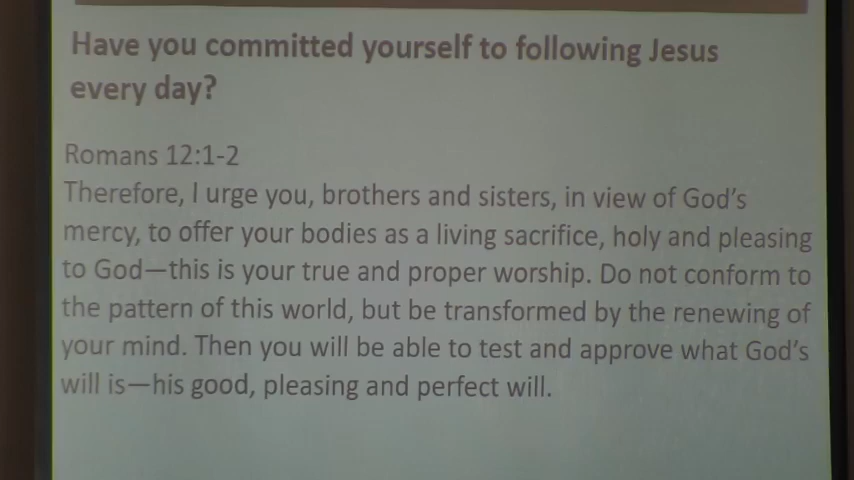 Have you committed yourself to following Jesus
every day?
Romans 12:1-2
Therefore, I urge you, brothers and sisters, in view of God's
mercy, to offer your bodies as a living sacrifice, holy and pleasing
to God—this is your true and proper worship. Do not conform to
the pattern of this world, but be transformed by the renewing of
your mind. Then you will be able to test and approve what God's
will is—his good, pleasing and perfect will.